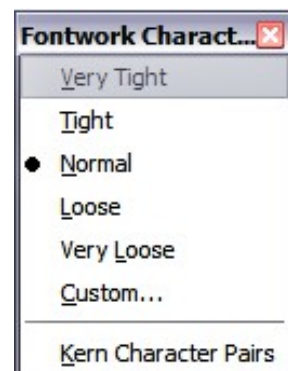 Fontwork Charact...
Very Tight
Tight
Normal
Loose
Very Loose
Custom...
Kern Character Pairs